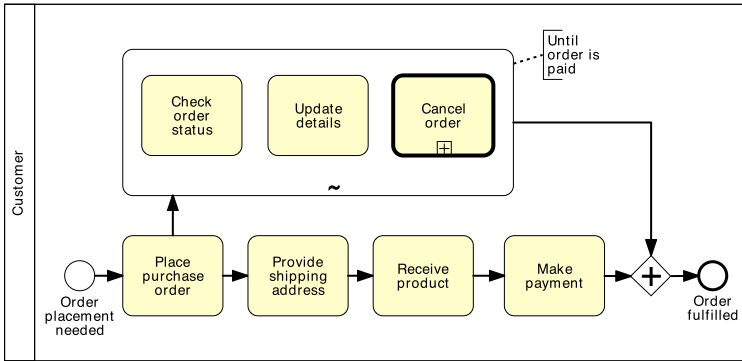 Customer
Until
order is
paid
Check
order
status
Update
details
Cancel
order
~
Order
placement
needed
Place
purchase
order
Provide
shipping
address
Receive
product
Make
payment
Order
fulfilled